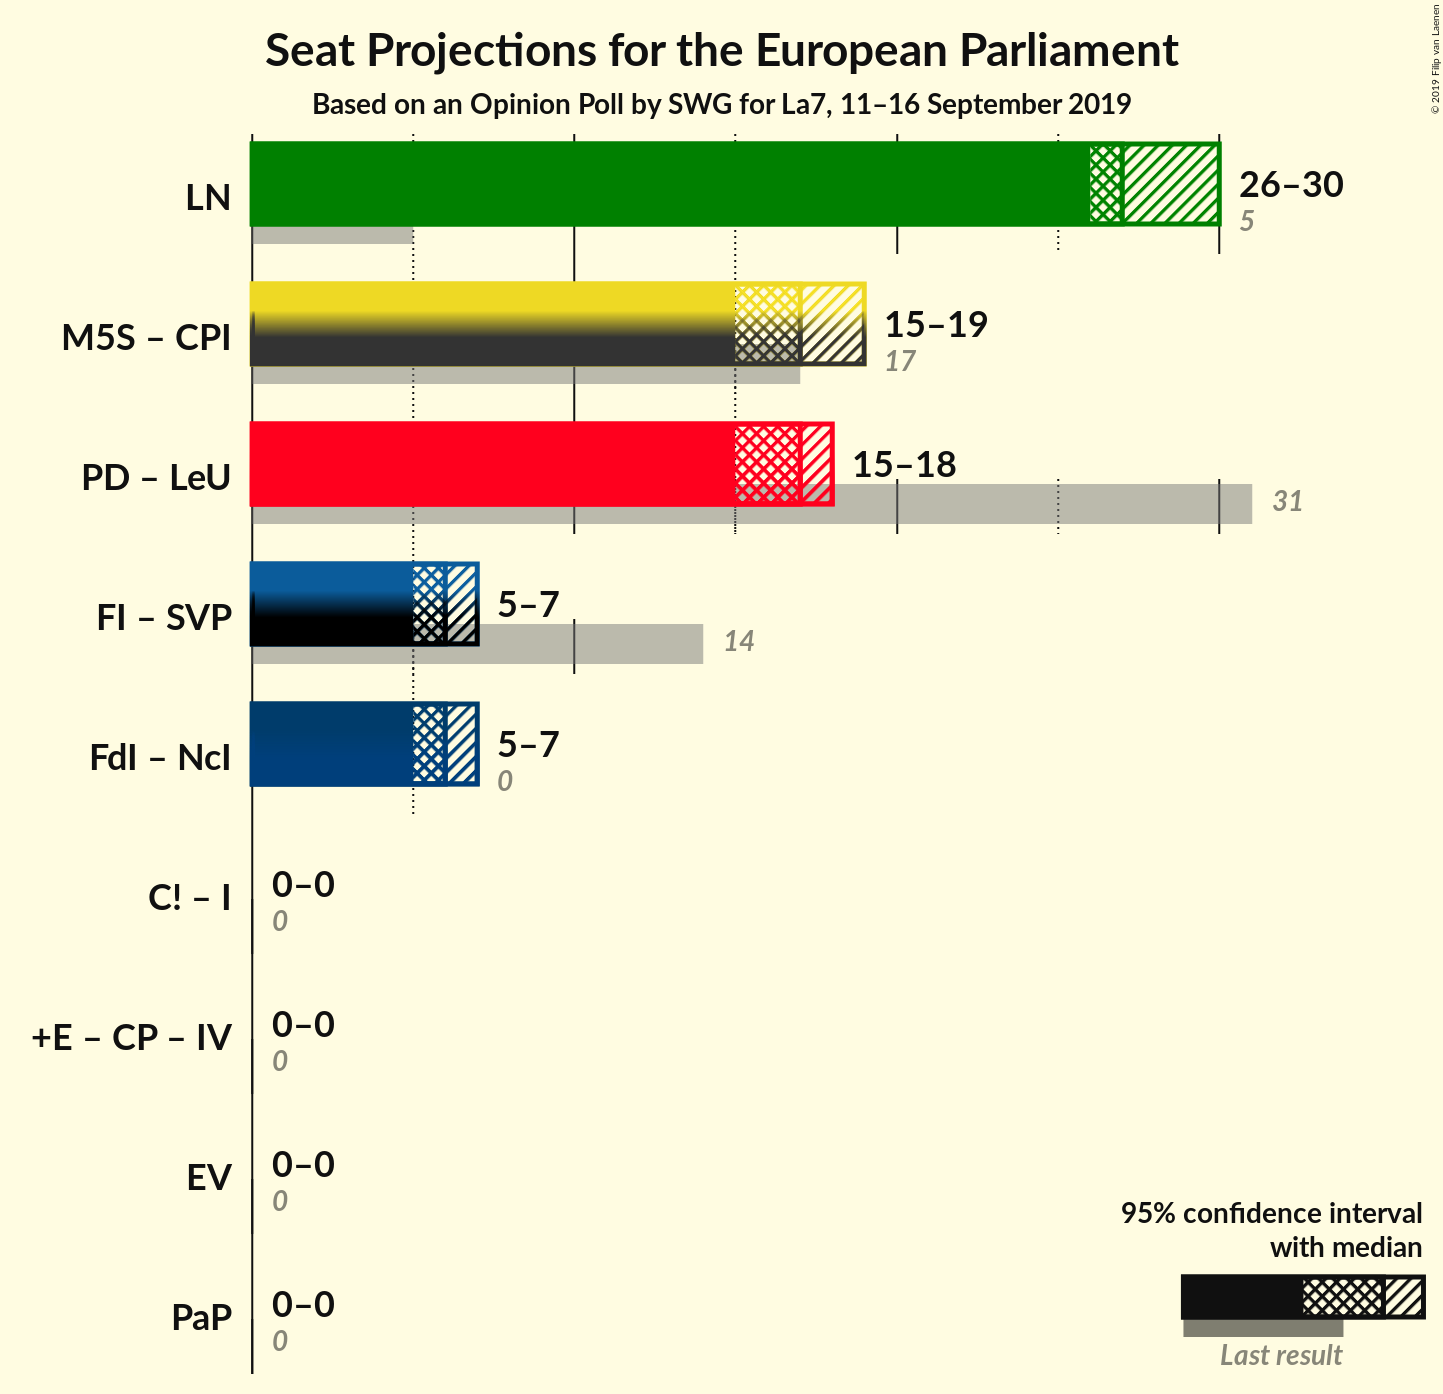 Seat Projections for the European Parliament
Based on an Opinion Poll by SWG for La7, 11–16 September 2019
© 2019 Filip van Laenen
LN
26–30
5
M5S – CPI
15–19
17
PD – LeU
15–18
31
FI – SVP
5–7
14
FdI – NcI
5–7
0
C! – I
0–0
0
+E – CP – IV
0–0
0
EV
0–0
0
PaP
0–0
0
95% confidence interval
with median
Last result